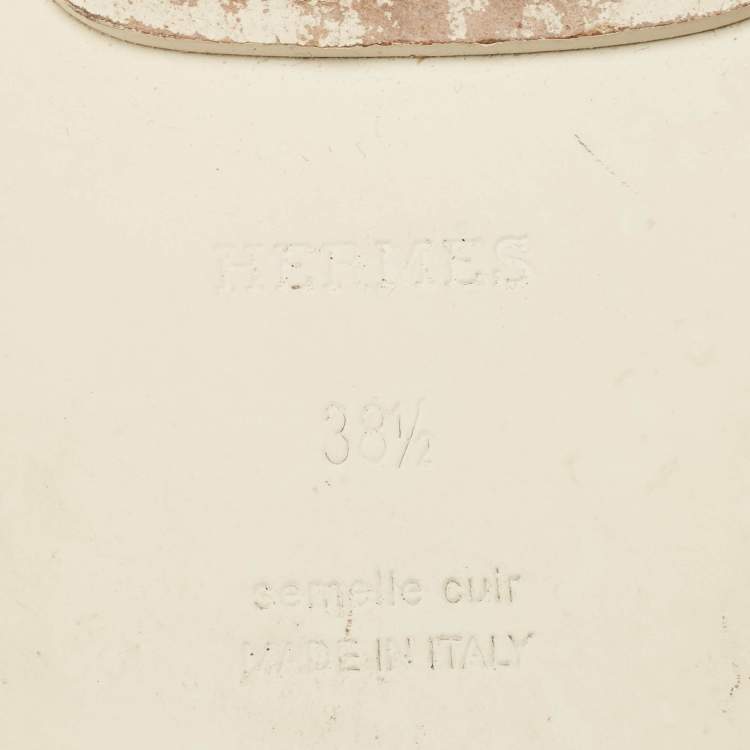 HERMES
38½
semelle cuir
MADE IN ITALY